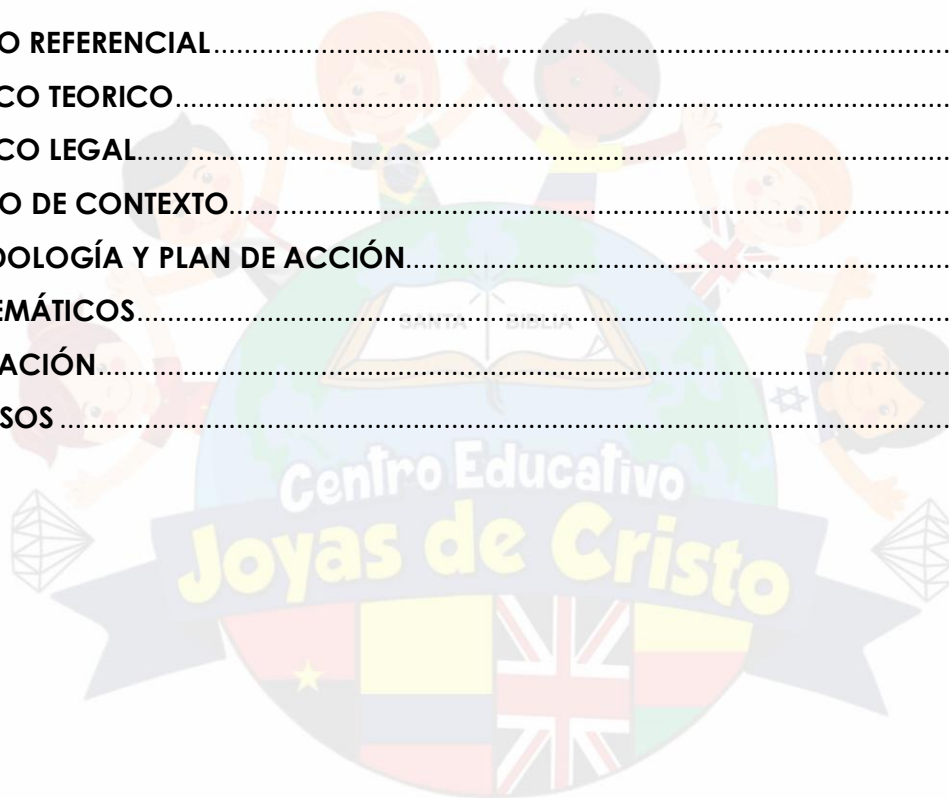 O REFERENCIAL........................................................................................................
CO TEORICO........................................................................................................
CO LEGAL........................................................................................................
O DE CONTEXTO........................................................................................................
DOLOGÍA Y PLAN DE ACCIÓN........................................................................................
EMÁTICOS........................................................................................................
SANTA BIBLIA
ACIÓN........................................................................................................
SOS ........................................................................................................
Centro Educativo
Joyas de Cristo